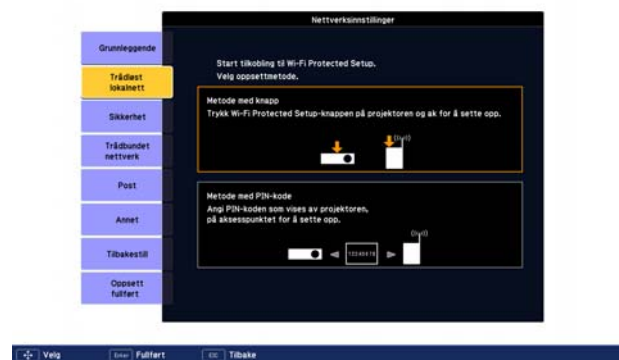 Nettverksinnstillinger
Grunnleggende
Trådløst
lokalnett
Sikkerhet
Trådbundet
nettverk
Post
Annet
Tilbakestill
Oppsett
fullført
Start tilkobling til Wi-Fi Protected Setup.
Velg oppsettmetode.
Metode med knapp
Trykk Wi-Fi Protected Setup-knappen på projektoren og ak for å sette opp.
Metode med PIN-kode
Angi PIN-koden som vises av projektoren,
på aksesspunktet for å sette opp.
12345678
Velg
Enter Fullført
ESC Tilbake